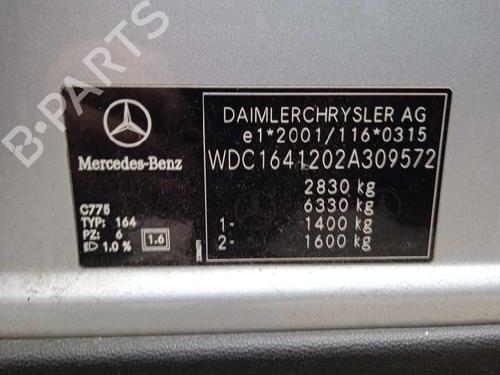 B-PARTS
DAIMLERCHRYSLER AG
e1*2001/116*0315
WDC1641202A309572
Mercedes-Benz
2830 kg
6330 kg
1- 1400 kg
2- 1600 kg
C775
TYP: 164
PZ: 6
1.0 % 1.6